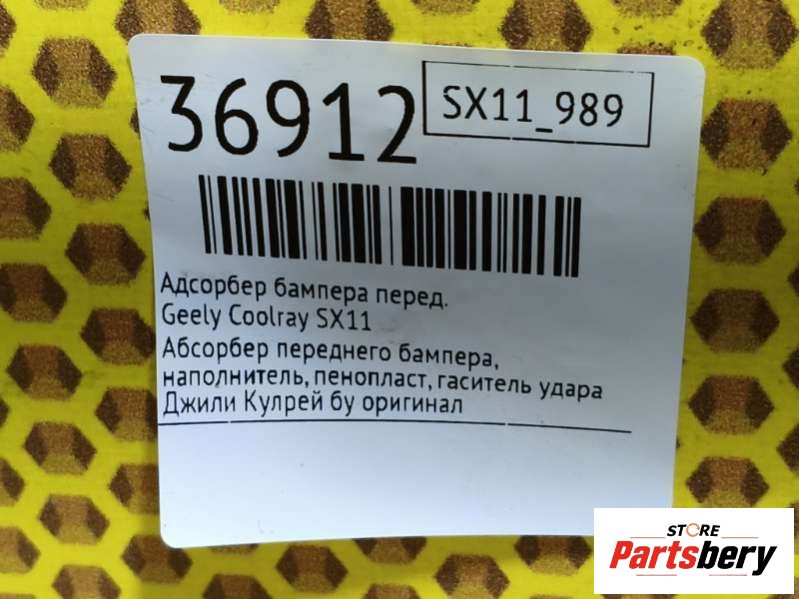 36912
SX11_989
Адсорбер бампера перед.
Geely Coolray SX11
Абсорбер переднего бампера,
наполнитель, пенопласт, гаситель удара
Джили Кулрей бу оригинал
STORE
Partsbery